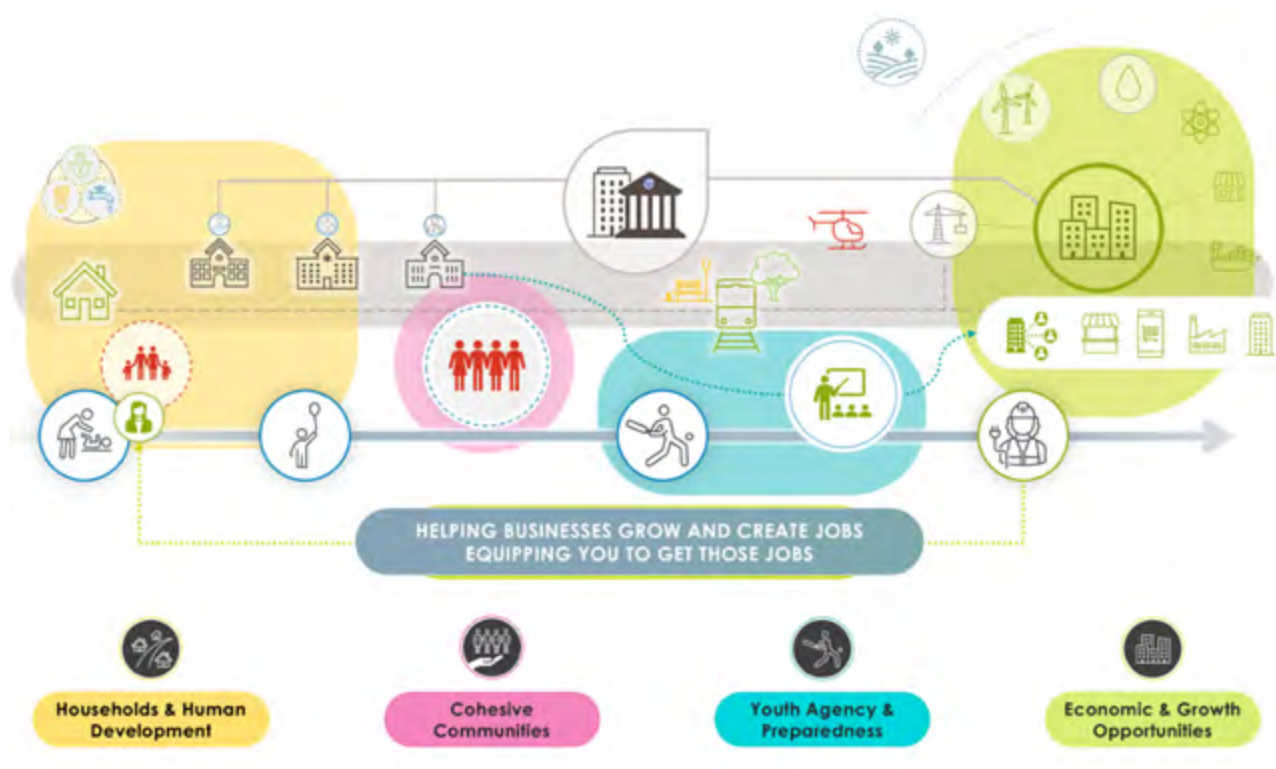 HELPING BUSINESSES GROW AND CREATE JOBS
EQUIPPING YOU TO GET THOSE JOBS
Households & Human
Development
Cohesive
Communities
Youth Agency &
Preparedness
Economic & Growth
Opportunities